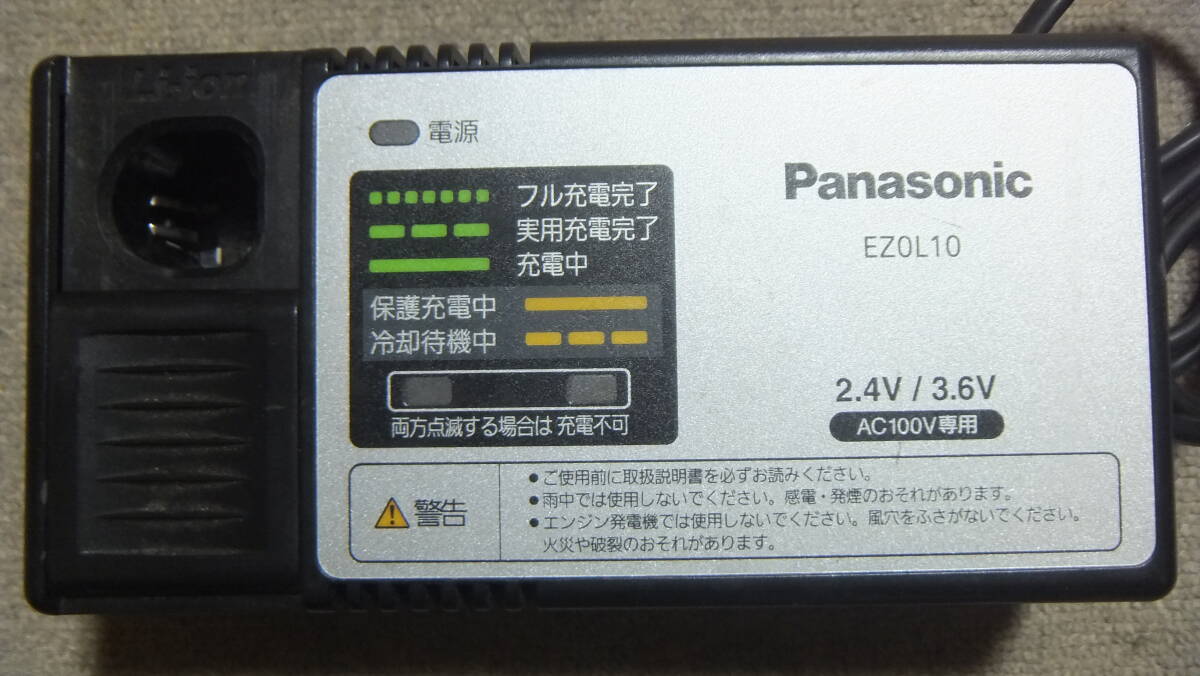 Li-ion
電源
フル充電完了
実用充電完了
充電中
保護充電中
冷却待機中
両方点滅する場合は 充電不可
Panasonic
EZ0L10
2.4V / 3.6V
AC100V専用
警告
●ご使用前に取扱説明書を必ずお読みください。
●雨中では使用しないでください。感電・発煙のおそれがあります。
●エンジン発電機では使用しないでください。風穴をふさがないでください。
火災や破裂のおそれがあります。